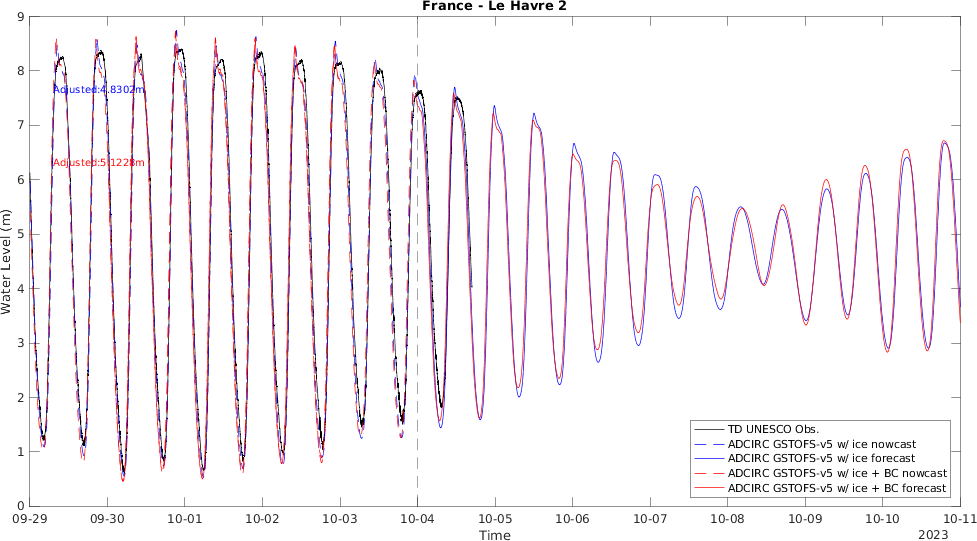 France - Le Havre 2
9
8
7
6
5
4
3
2
1
0
Water Level (m)
Adjusted:4.8302m
Adjusted:5.1228m
TD UNESCO Obs.
ADCIRC GSTOFS-v5 w/ ice nowcast
ADCIRC GSTOFS-v5 w/ ice forecast
ADCIRC GSTOFS-v5 w/ ice + BC nowcast
ADCIRC GSTOFS-v5 w/ ice + BC forecast
09-29 09-30 10-01 10-02 10-03 10-04 10-05 10-06 10-07 10-08 10-09 10-10 10-11
Time
2023